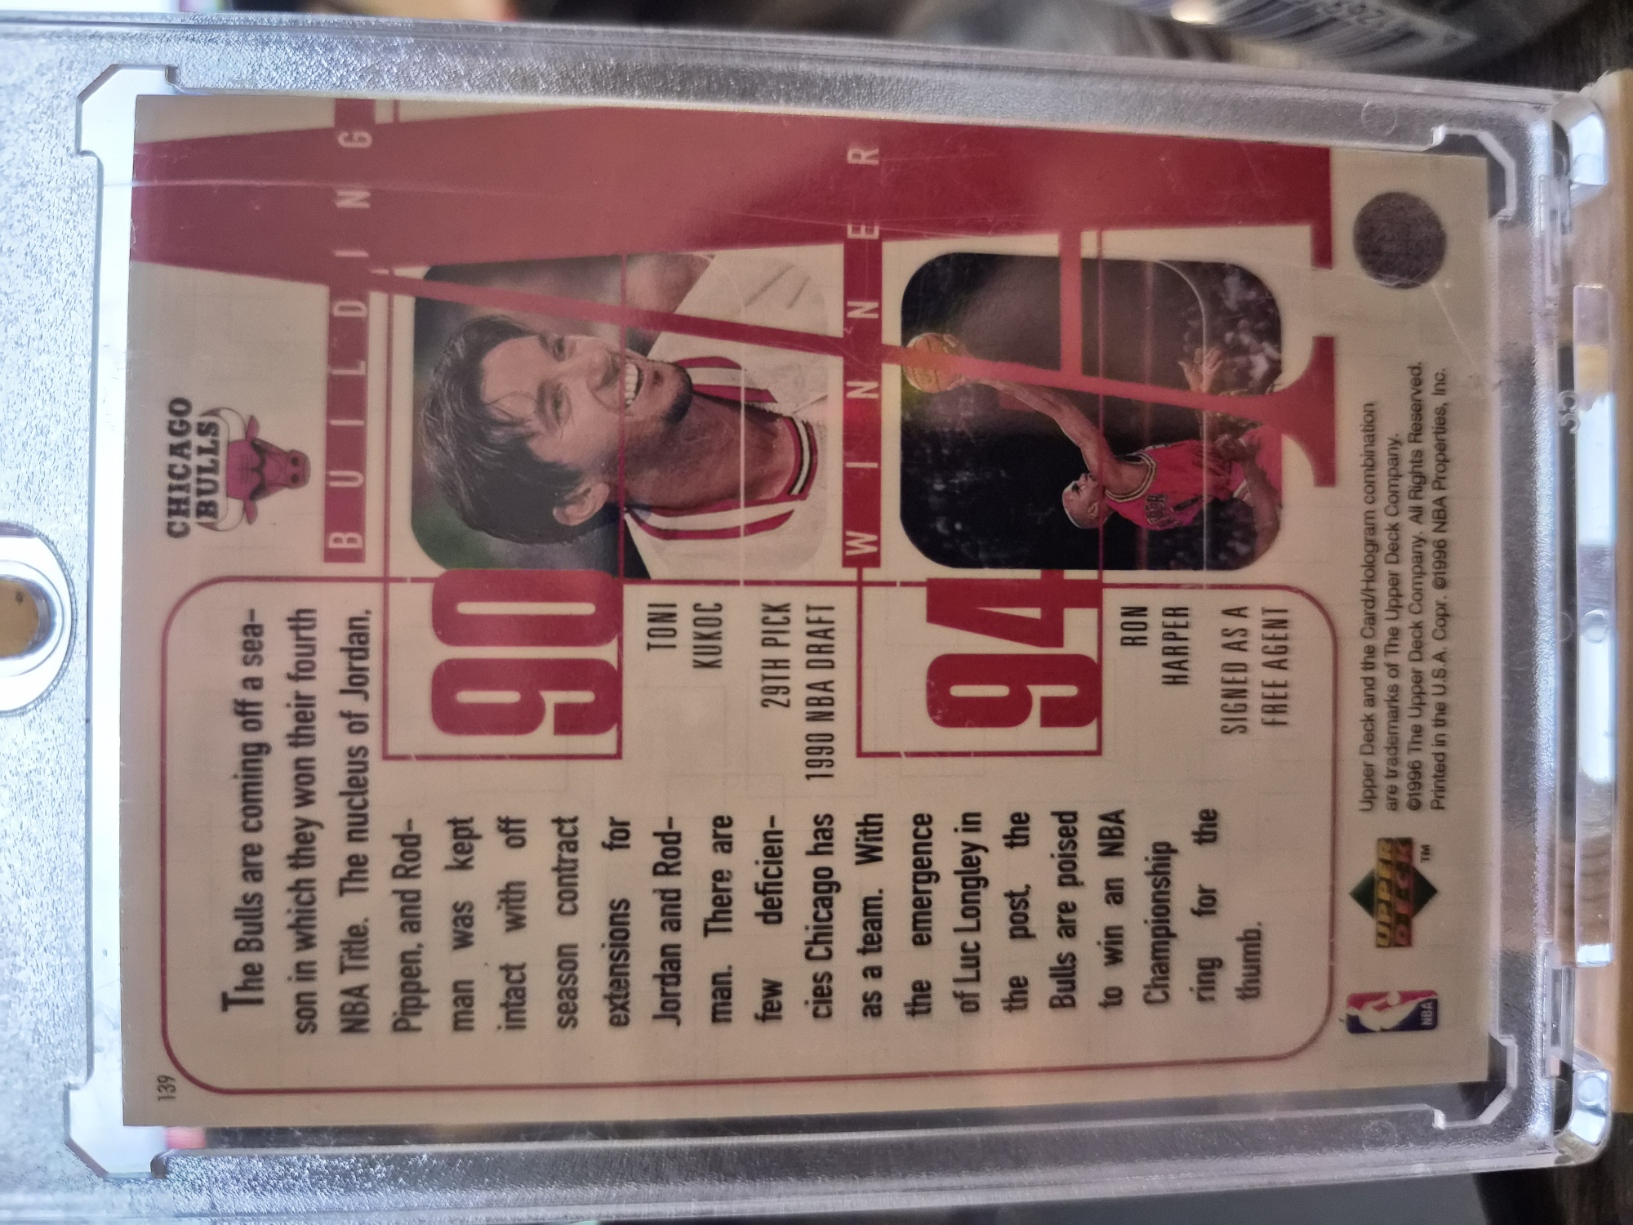 139
CHICAGO
BULLS
BUILDING
The Bulls are coming off a sea-
son in which they won their fourth
NBA Title. The nucleus of Jordan,
Pippen, and Rod-
man was kept
intact with off
season contract
extensions for
Jordan and Rod-
man. There are
few deficien-
cies Chicago has
as a team. With
the emergence
of Luc Longley in
the post, the
Bulls are poised
to win an NBA
Championship
ring for the
thumb.
90
TONI
KUKOC
29TH PICK
1990 NBA DRAFT
WINNER
94
RON
HARPER
SIGNED AS A
FREE AGENT
NBA
UPPER
DECK
TM
Upper Deck and the Card/Hologram combination
are trademarks of The Upper Deck Company.
©1996 The Upper Deck Company. All Rights Reserved.
Printed in the U.S.A. Copr. ©1996 NBA Properties, Inc.